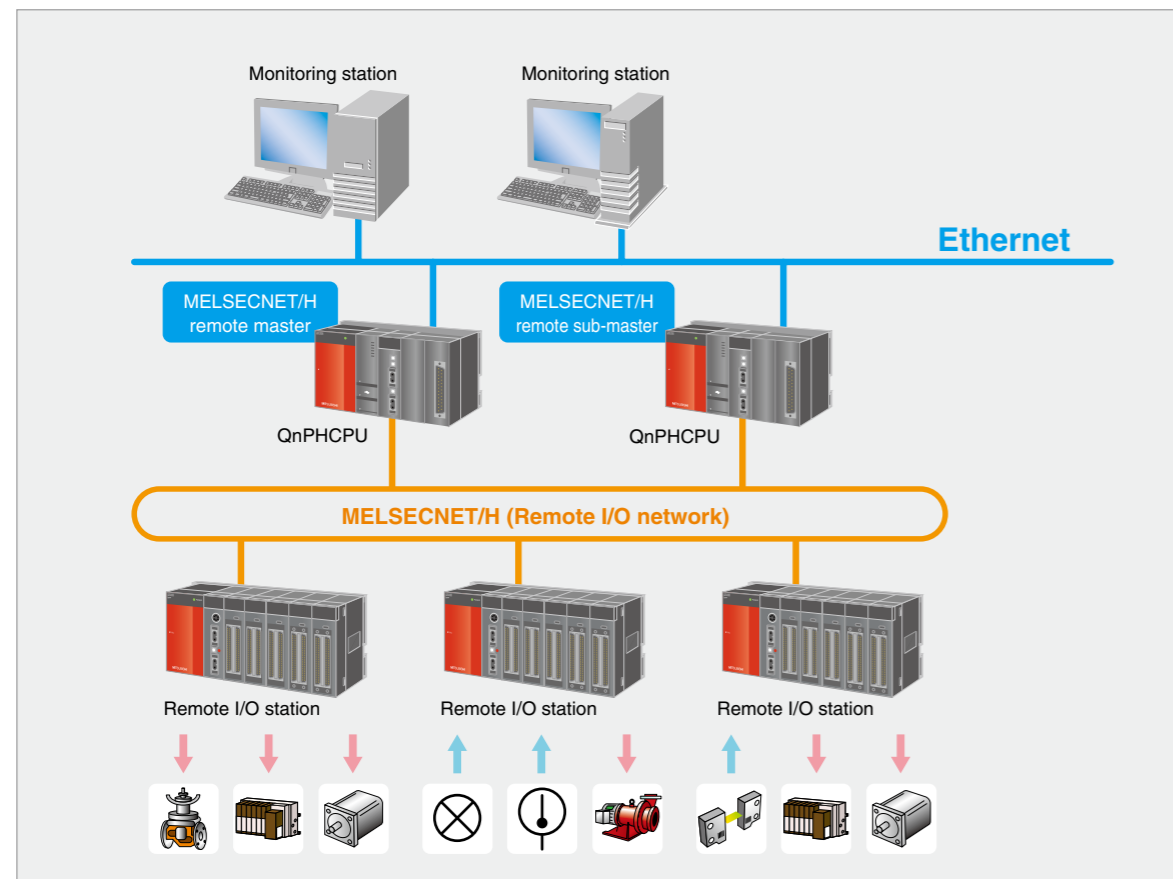 Monitoring station
Monitoring station
Ethernet
MELSECNET/H
remote master
MELSECNET/H
remote sub-master
QnPHCPU
QnPHCPU
MELSECNET/H (Remote I/O network)
Remote I/O station
Remote I/O station
Remote I/O station